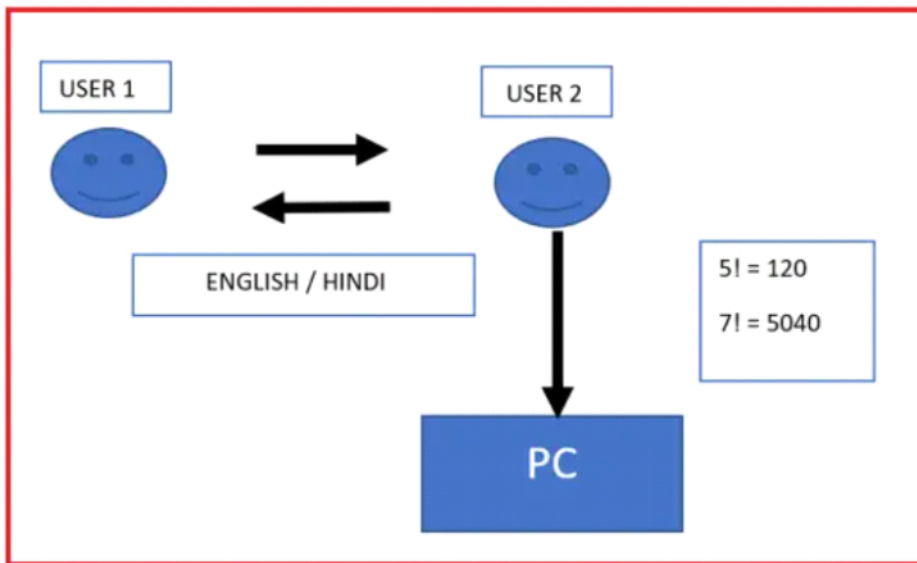 USER 1
USER 2
ENGLISH / HINDI
5! = 120
7! = 5040
PC